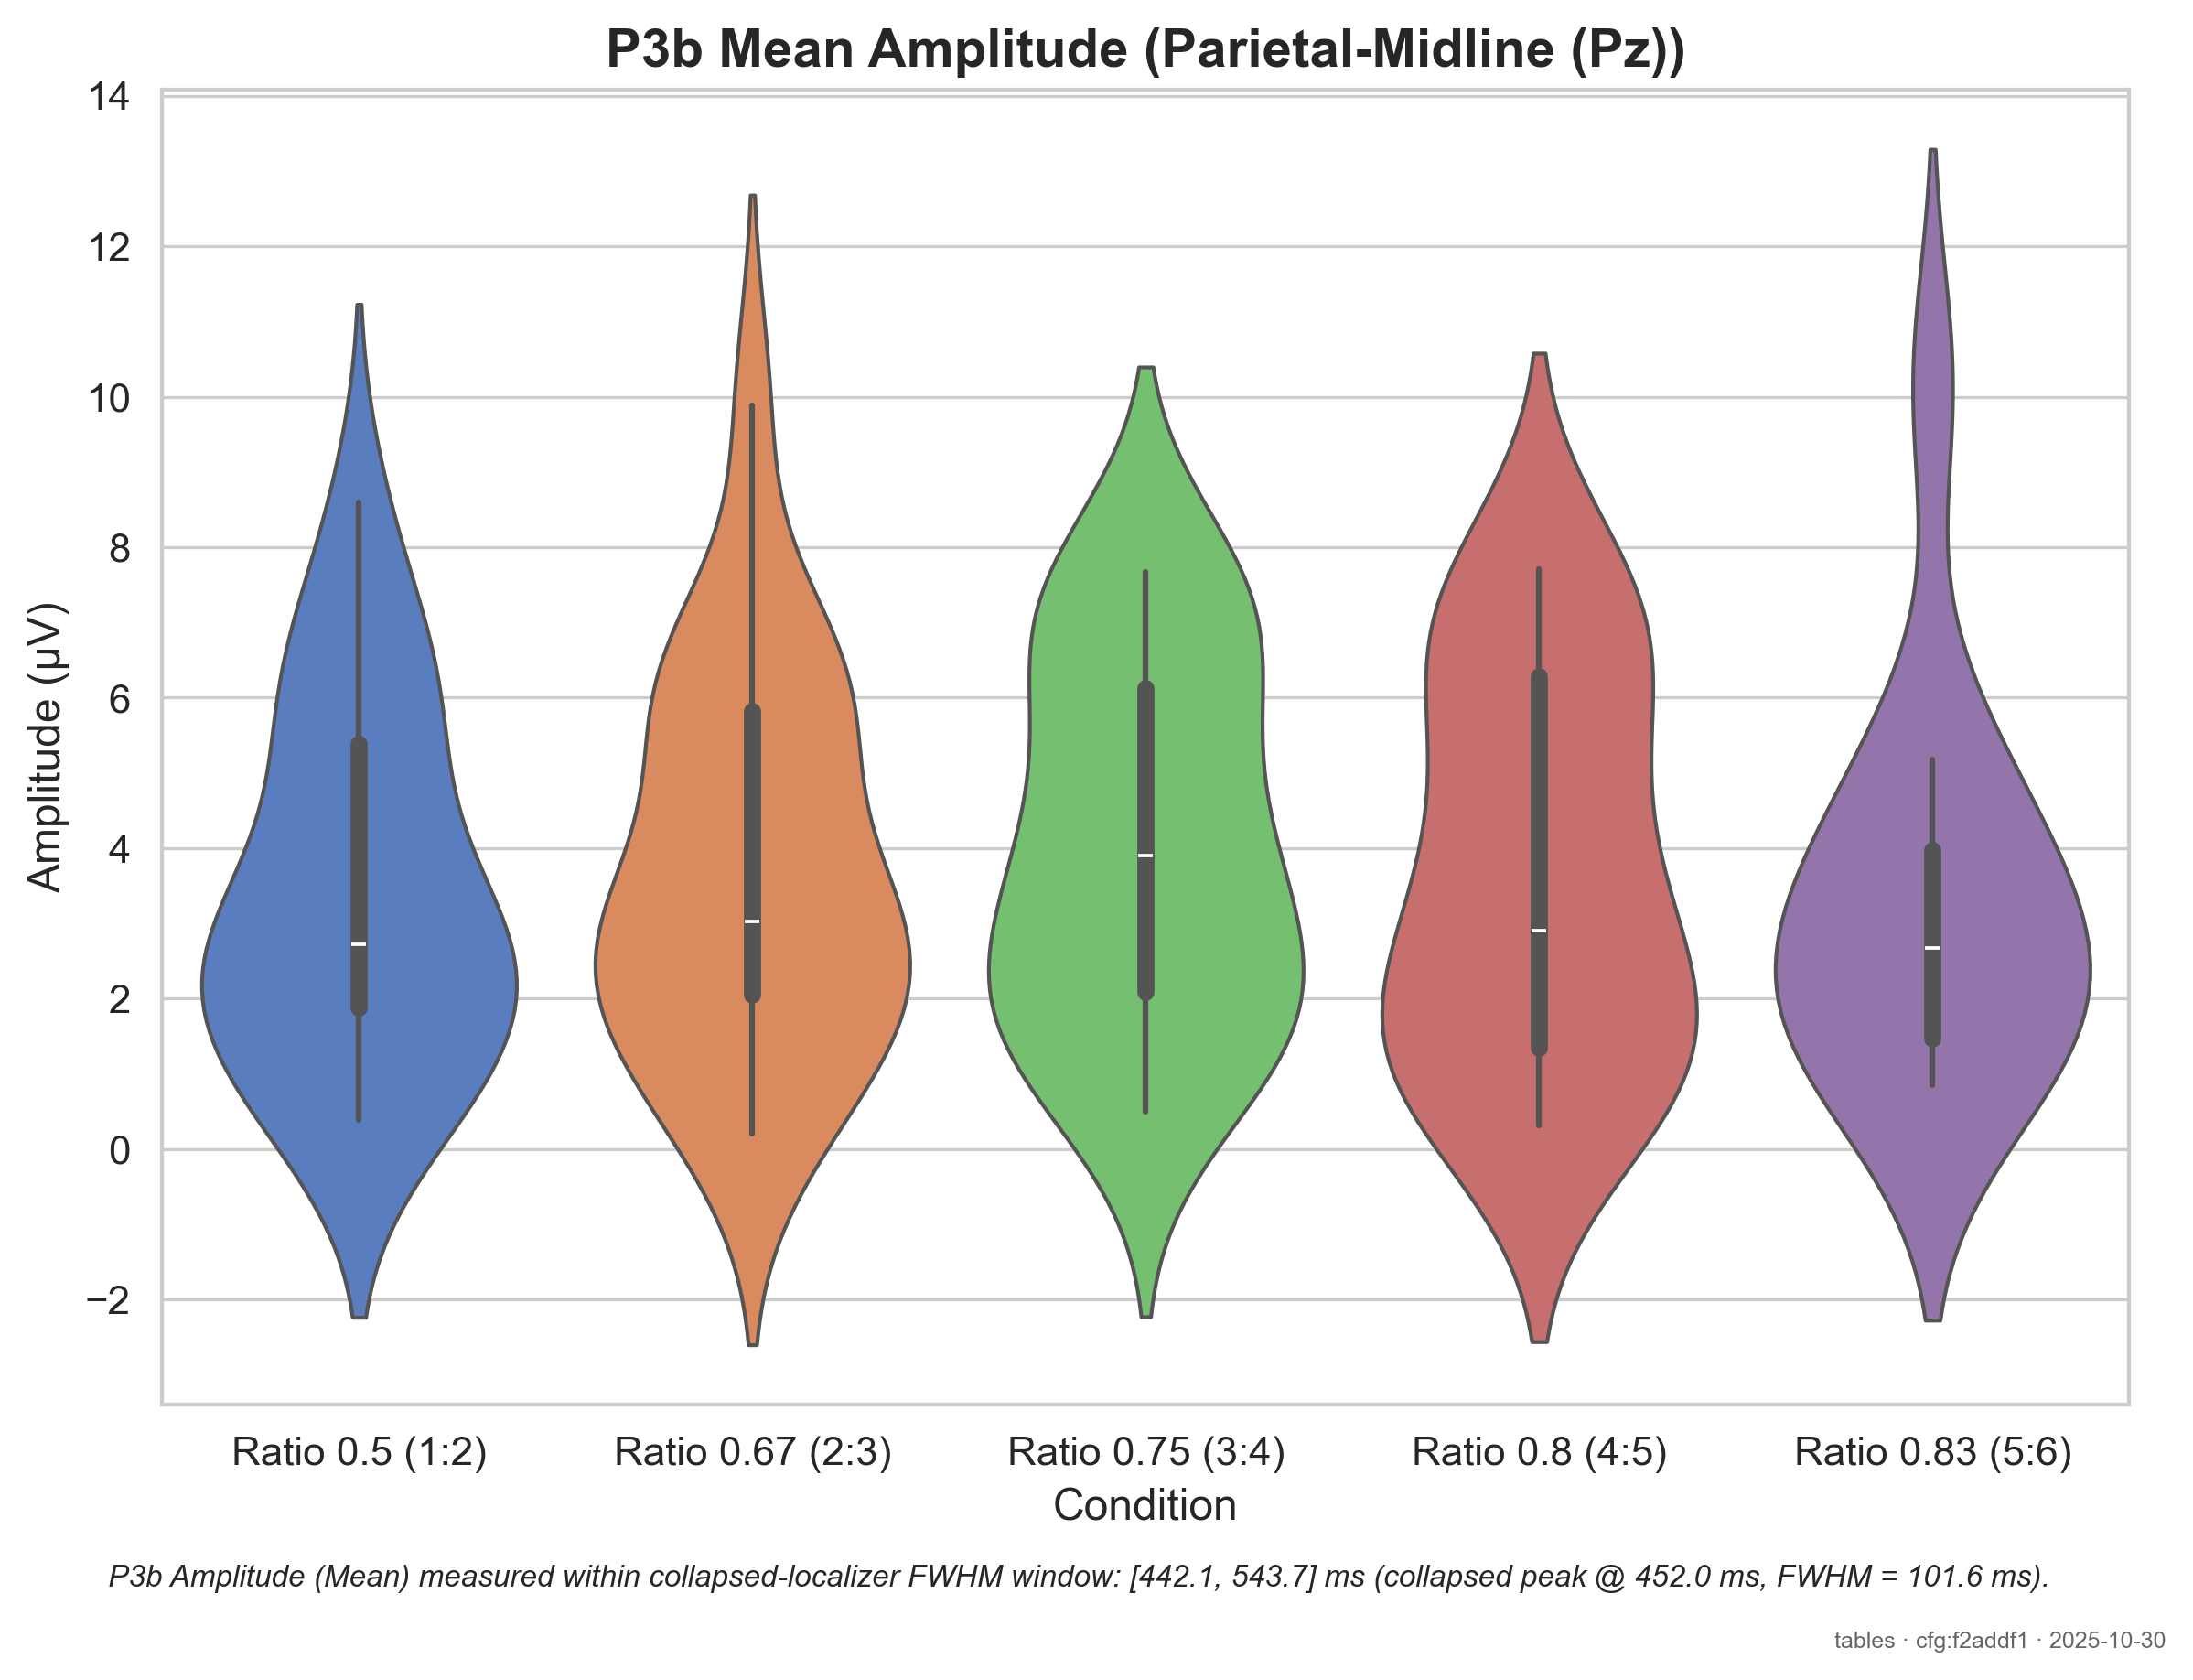 P3b Mean Amplitude (Parietal-Midline (Pz))
Amplitude (µV)
14
12
10
8
6
4
2
0
−2
Ratio 0.5 (1:2)
Ratio 0.67 (2:3)
Ratio 0.75 (3:4)
Ratio 0.8 (4:5)
Ratio 0.83 (5:6)
Condition
P3b Amplitude (Mean) measured within collapsed-localizer FWHM window: [442.1, 543.7] ms (collapsed peak @ 452.0 ms, FWHM = 101.6 ms).
tables · cfg:f2addf1 · 2025-10-30